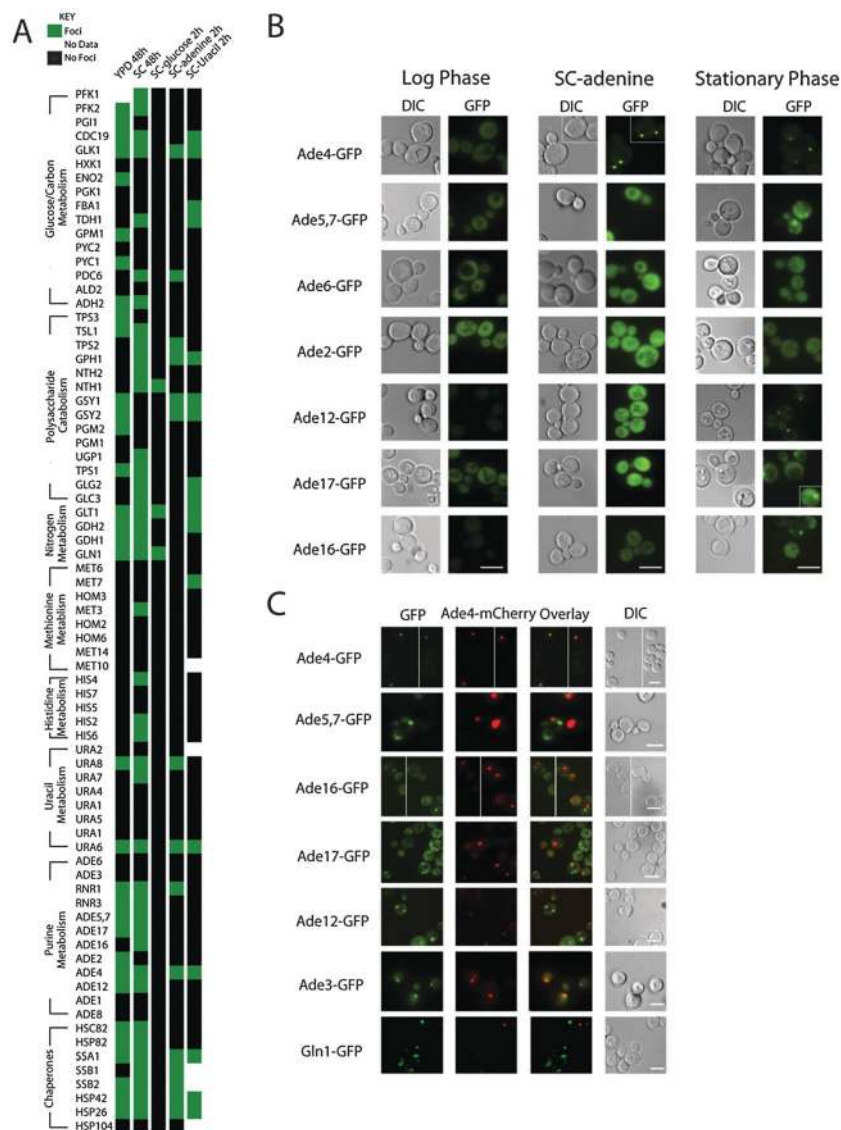 A
KEY
Foci
No Data
No Foci
YPD 48h
SC 48h
SC-glucose 2h
SC-adenine 2h
SC-Uracil 2h
Glucose/Carbon
Metabolism
PFK1
PFK2
PGI1
CDC19
GLK1
HXK1
ENO2
PGK1
FBA1
TDH1
GPM1
PYC2
PYC1
PDC6
ALD2
ADH2
Polysaccharide
Catabolism
TPS3
TSL1
TPS2
GPH1
NTH2
NTH1
GSY1
GSY2
PGM2
PGM1
UGP1
TPS1
GLG2
GLC3
Nitrogen
Metabolism
GLT1
GDH2
GDH1
GLN1
Methionine
Metablism
MET6
MET7
HOM3
MET3
HOM2
HOM6
MET14
MET10
Histidine
Metabolism
HIS4
HIS7
HIS5
HIS2
HIS6
Uracil
Metabolism
URA2
URA8
URA7
URA4
URA1
URA5
URA1
URA6
Purine
Metabolism
ADE6
ADE3
RNR1
RNR3
ADE5,7
ADE17
ADE16
ADE2
ADE4
ADE12
ADE1
ADE8
Chaperones
HSC82
HSP82
SSA1
SSB1
SSB2
HSP42
HSP26
HSP104
B
Log Phase SC-adenine Stationary Phase
DIC GFP DIC GFP DIC GFP
Ade4-GFP
Ade5,7-GFP
Ade6-GFP
Ade2-GFP
Ade12-GFP
Ade17-GFP
Ade16-GFP
C
GFP Ade4-mCherry Overlay DIC
Ade4-GFP
Ade5,7-GFP
Ade16-GFP
Ade17-GFP
Ade12-GFP
Ade3-GFP
Gln1-GFP